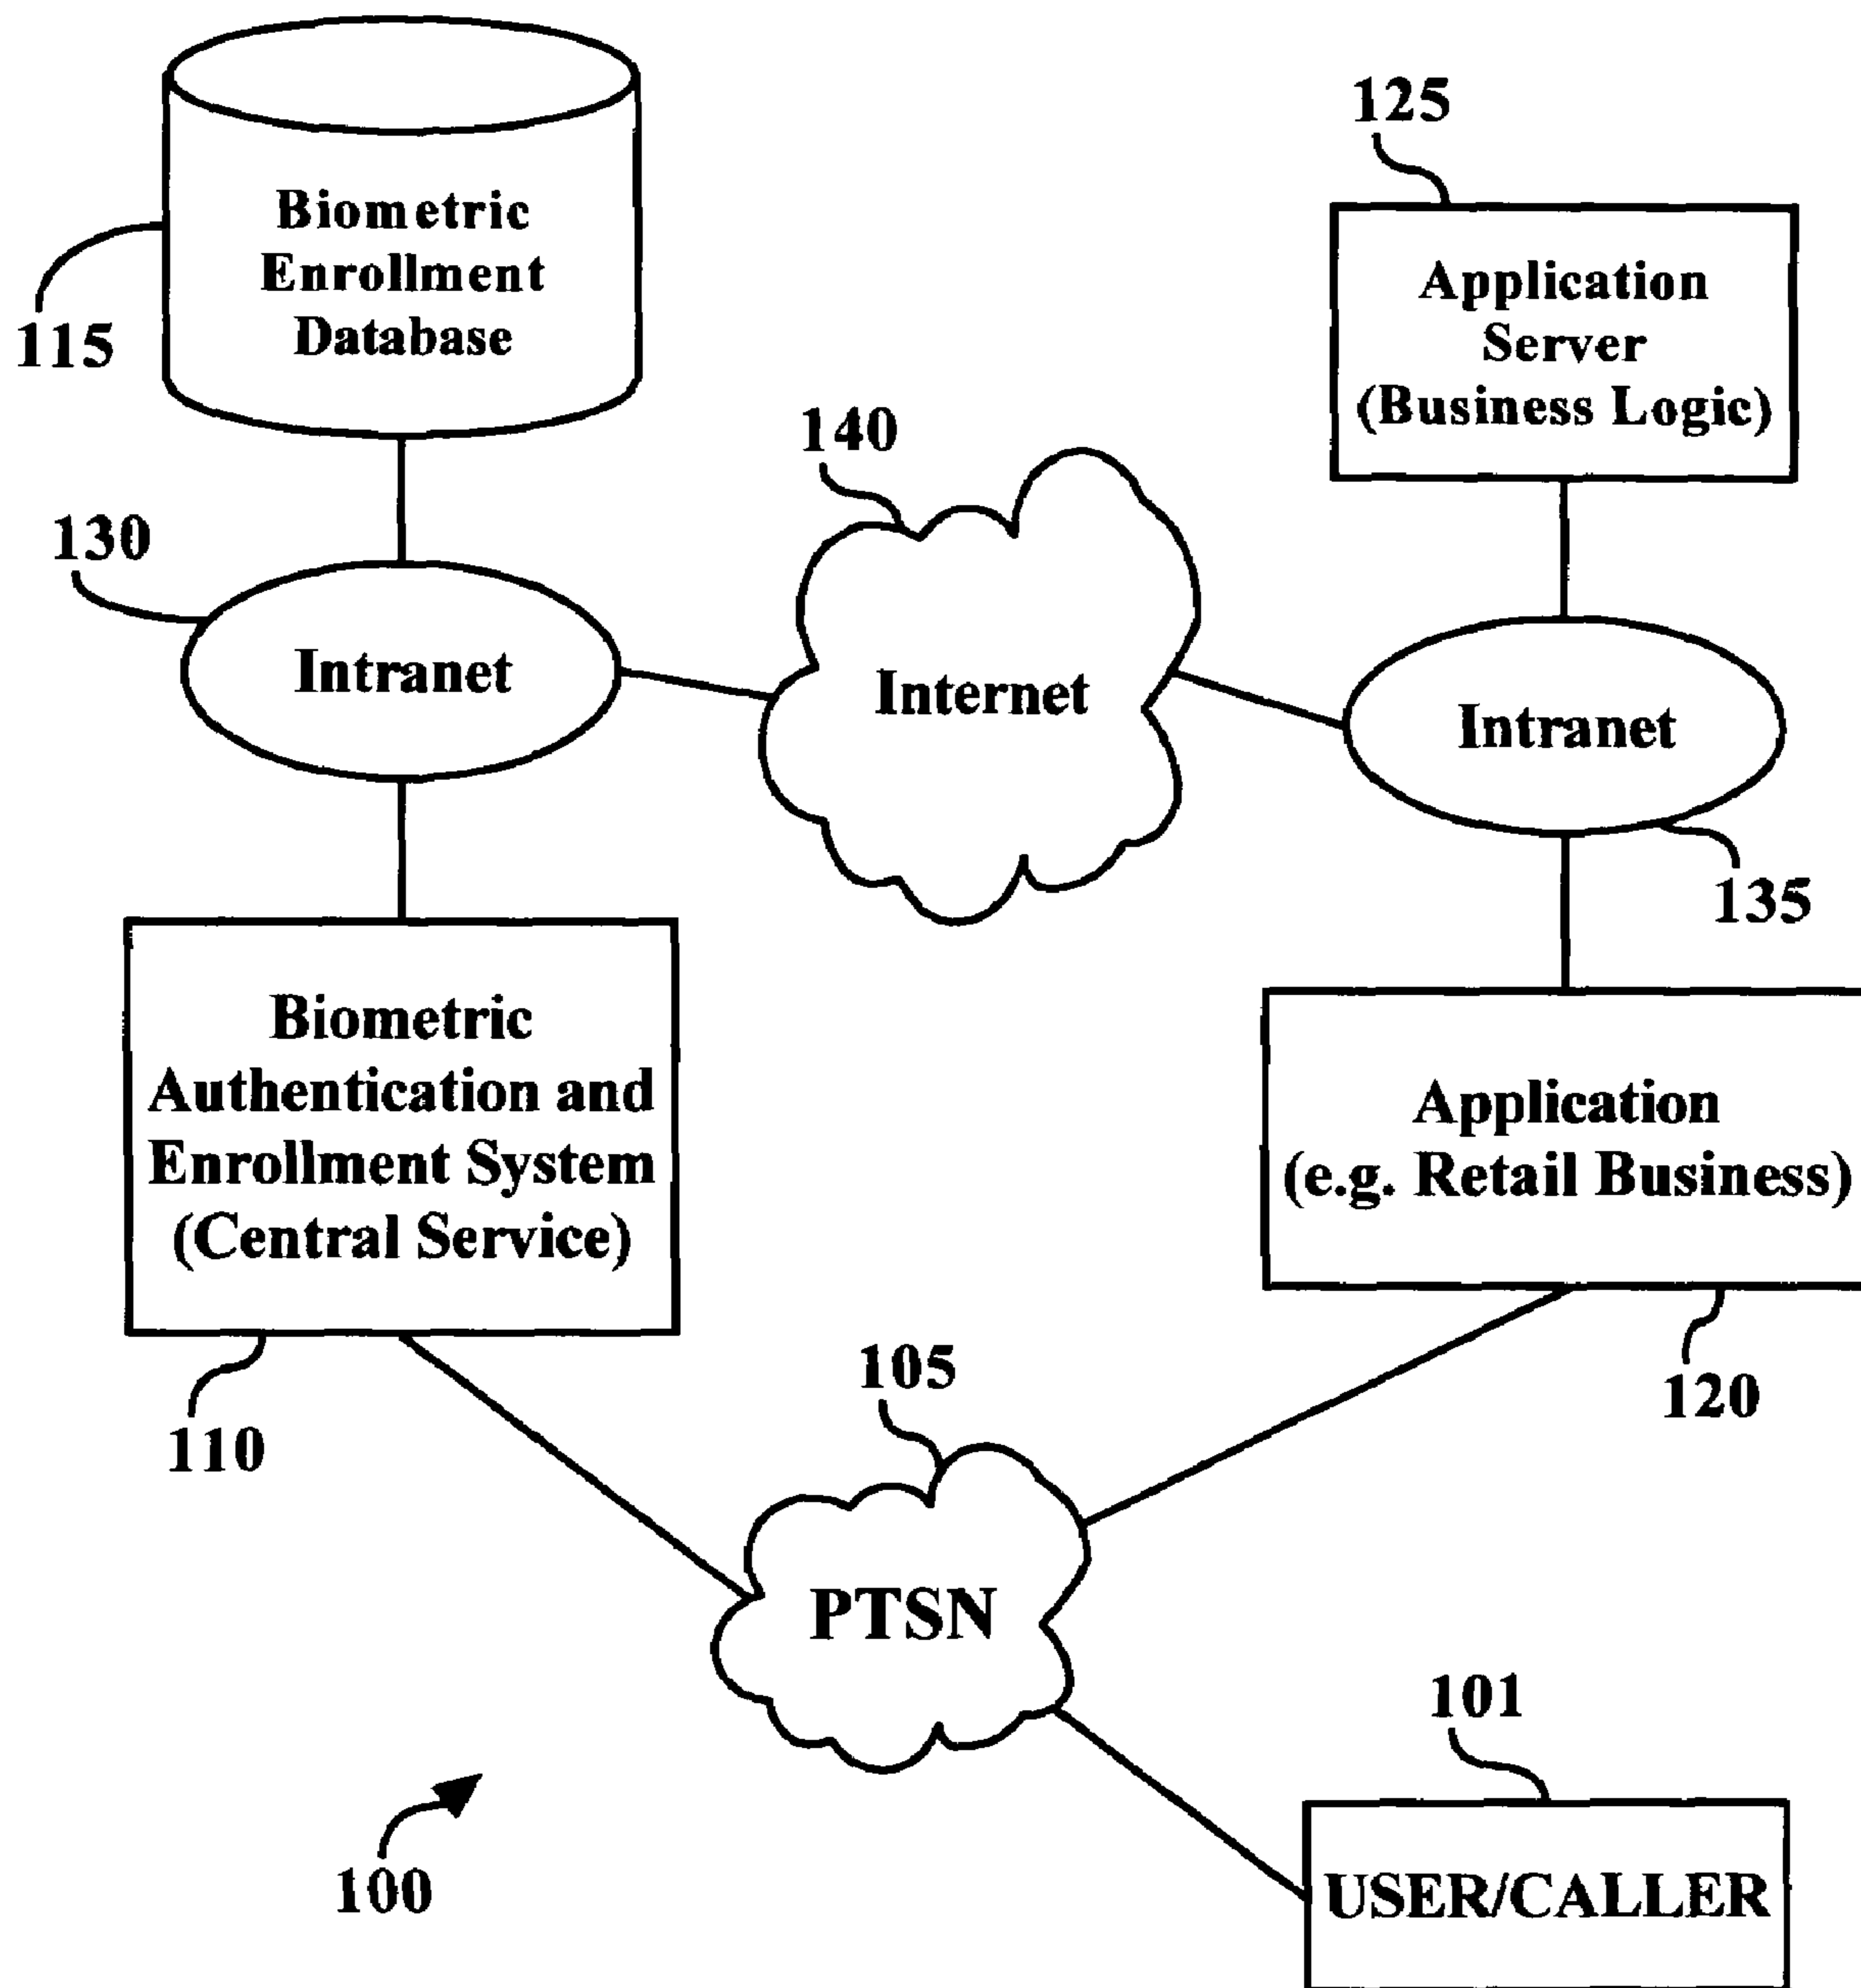 125
Biometric
Enrollment
Database
115
Application
Server
(Business Logic)
140
130
Intranet
Internet
Intranet
135
Biometric
Authentication and
Enrollment System
(Central Service)
110
Application
(e.g. Retail Business)
120
105
PTSN
101
USER/CALLER
100